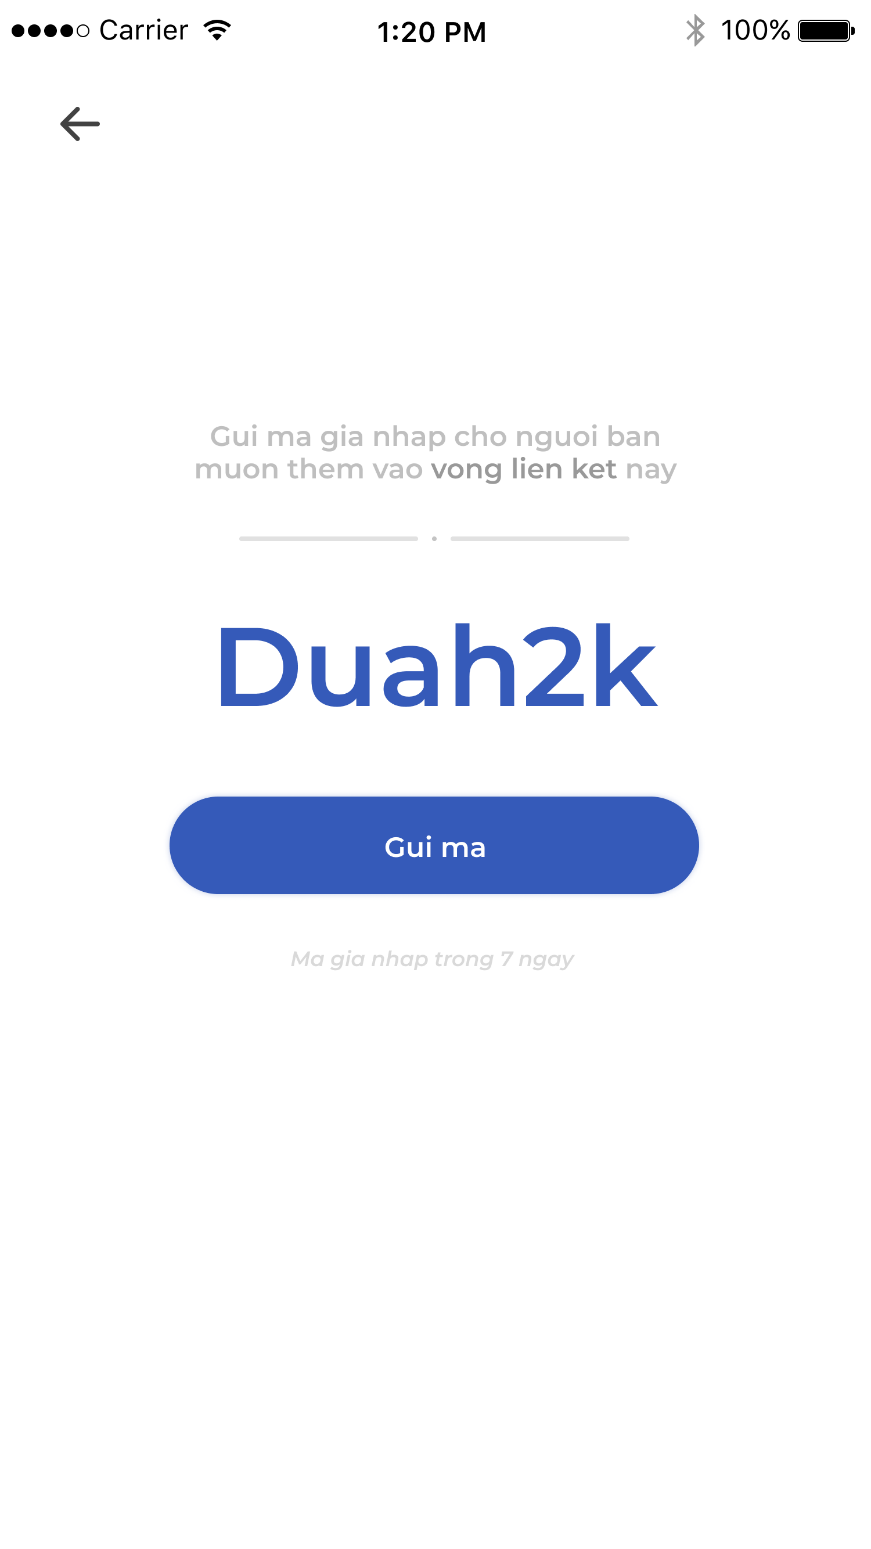 Carrier 1:20 PM 100%
Gui ma gia nhap cho nguoi ban
muon them vao vong lien ket nay
Duah2k
Gui ma
Ma gia nhap trong 7 ngay